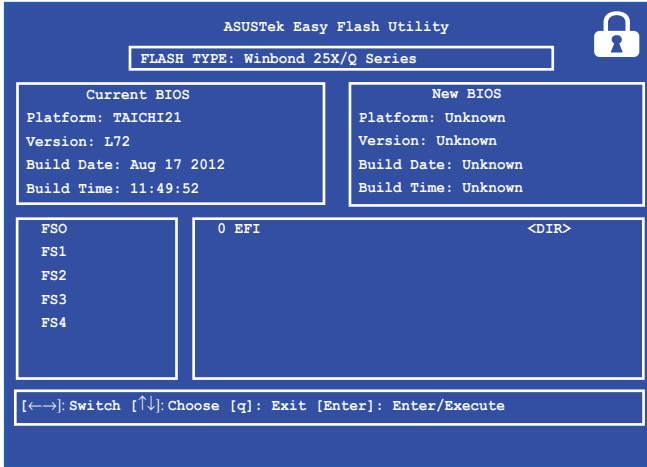 ASUSTek Easy Flash Utility
FLASH TYPE: Winbond 25X/Q Series
Current BIOS
Platform: TAICHI21
Version: L72
Build Date: Aug 17 2012
Build Time: 11:49:52
New BIOS
Platform: Unknown
Version: Unknown
Build Date: Unknown
Build Time: Unknown
FSO
FS1
FS2
FS3
FS4
0 EFI <DIR>
[←→]: Switch [↑↓]: Choose [q]: Exit [Enter]: Enter/Execute